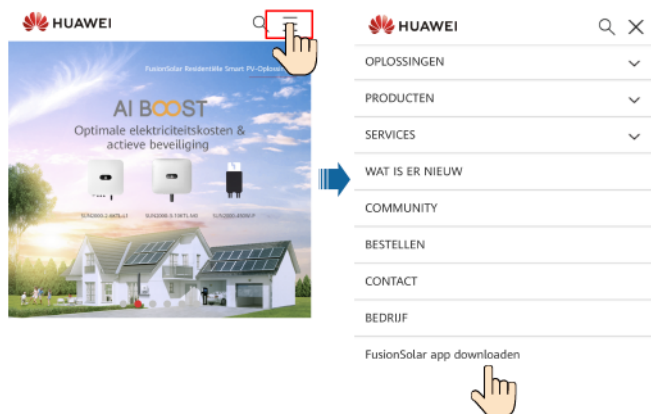 HUAWEI
FusionSolar Residentiële Smart PV-Oploss
AI BOOST
Optimale elektriciteitskosten &
actieve beveiliging
HUAWEI
OPLOSSINGEN
PRODUCTEN
SERVICES
WAT IS ER NIEUW
COMMUNITY
BESTELLEN
CONTACT
BEDRIJF
FusionSolar app downloaden